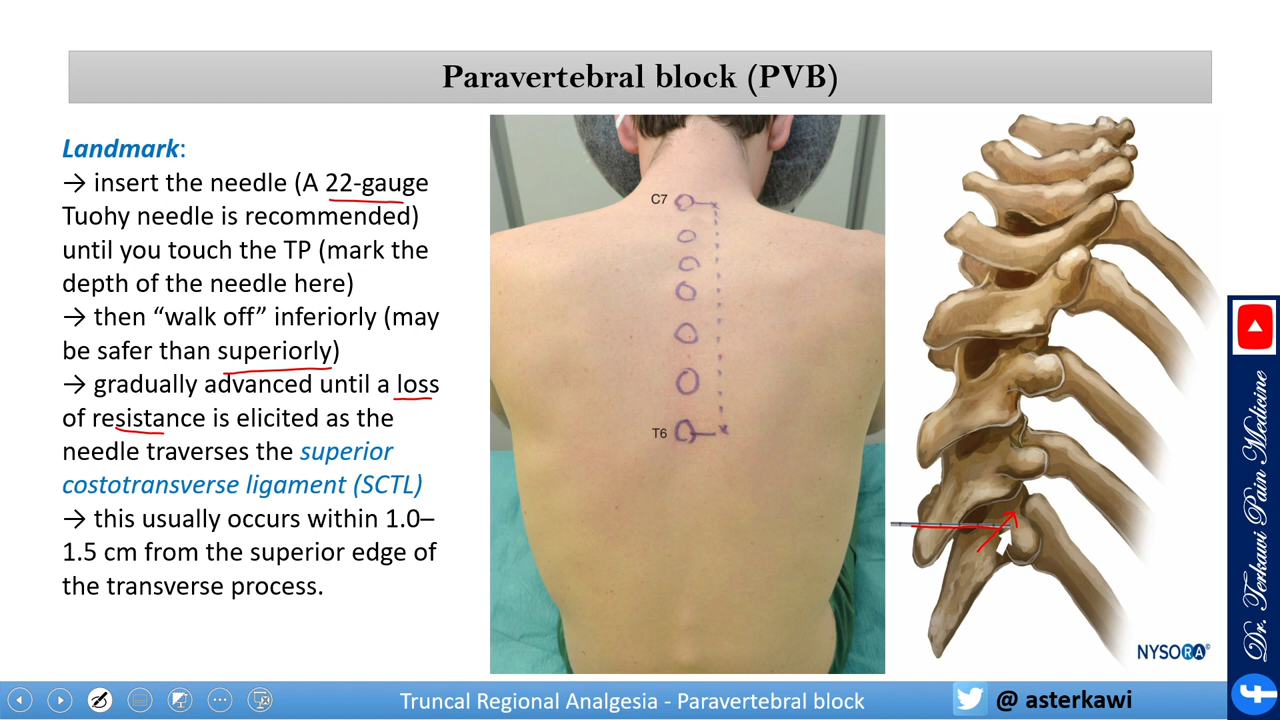 Paravertebral block (PVB)
Landmark:
→ insert the needle (A 22-gauge
Tuohy needle is recommended)
until you touch the TP (mark the
depth of the needle here)
→ then “walk off” inferiorly (may
be safer than superiorly)
→ gradually advanced until a loss
of resistance is elicited as the
needle traverses the superior
costotransverse ligament (SCTL)
→ this usually occurs within 1.0–
1.5 cm from the superior edge of
the transverse process.
C7
T6
NYSORA
Dr. Terkawi Pain Medicine
Truncal Regional Analgesia - Paravertebral block
@ asterkawi